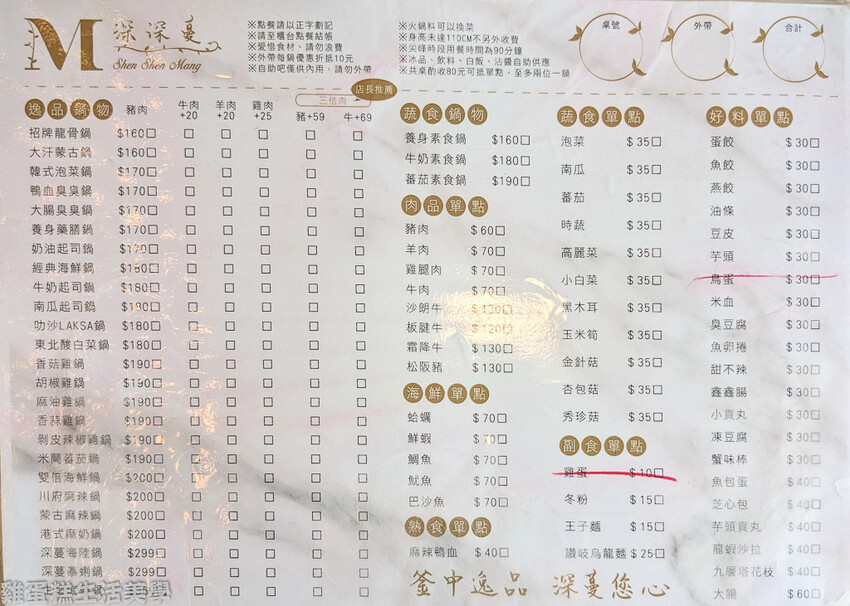 M 深深蔓
Shen Shen Mang
※點餐請以正字劃記
※請至櫃台點餐結帳
※愛惜食材、請勿浪費
※外帶每鍋優惠折抵10元
※自助吧僅供內用，請勿外帶
※火鍋料可以換菜
※身高未達110CM不另外收費
※尖峰時段用餐時間為90分鐘
※冰品、飲料、白飯、沾醬自助供應
※共桌酌收80元可抵單點，至多兩位一鍋
桌號 外帶 合計
店長推薦
逸品鍋物 豬肉 牛肉+20 羊肉+20 雞肉+25 三倍肉 豬+59 牛+69
招牌龍骨鍋 $160☐
大汗蒙古鍋 $160☐
韓式泡菜鍋 $170☐
鴨血臭臭鍋 $170☐
大腸臭臭鍋 $170☐
養身藥膳鍋 $170☐
奶油起司鍋 $170☐
經典海鮮鍋 $180☐
牛奶起司鍋 $180☐
南瓜起司鍋 $180☐
叻沙LAKSA鍋 $180☐
東北酸白菜鍋 $180☐
香菇雞鍋 $190☐
胡椒雞鍋 $190☐
麻油雞鍋 $190☐
香蒜雞鍋 $190☐
剝皮辣椒雞鍋 $190☐
米蘭蕃茄鍋 $190☐
雙倍海鮮鍋 $200☐
川府麻辣鍋 $200☐
蒙古麻辣鍋 $200☐
港式麻奶鍋 $200☐
深蔓海陸鍋 $299☐
深蔓泰蝌鍋 $299☐
蔬食鍋物
養身素食鍋 $160☐
牛奶素食鍋 $180☐
蕃茄素食鍋 $190☐
肉品單點
豬肉 $60☐
羊肉 $70☐
雞腿肉 $70☐
牛肉 $70☐
沙朗牛 $130☐
板腱牛 $120☐
霜降牛 $130☐
松阪豬 $130☐
海鮮單點
蛤蠣 $70☐
鮮蝦 $70☐
鯛魚 $70☐
魷魚 $70☐
巴沙魚 $70☐
熟食單點
麻辣鴨血 $40☐
蔬食單點
泡菜 $35☐
南瓜 $35☐
蕃茄 $35☐
時蔬 $35☐
高麗菜 $35☐
小白菜 $35☐
黑木耳 $35☐
玉米筍 $35☐
金針菇 $35☐
杏包菇 $35☐
秀珍菇 $35☐
副食單點
雞蛋 $10☐
冬粉 $15☐
王子麵 $15☐
讚岐烏龍麵 $25☐
好料單點
蛋餃 $30☐
魚餃 $30☐
燕餃 $30☐
油條 $30☐
豆皮 $30☐
芋頭 $30☐
鳥蛋 $30☐
米血 $30☐
臭豆腐 $30☐
魚卵捲 $30☐
甜不辣 $30☐
鑫鑫腸 $30☐
小貢丸 $30☐
凍豆腐 $30☐
蟹味棒 $30☐
魚包蛋 $40☐
芝心包 $40☐
芋頭貢丸 $40☐
龍蝦沙拉 $40☐
九層塔花枝 $40☐
大腸 $60☐
釜中逸品 深蔓您心
雞蛋糕生活美學